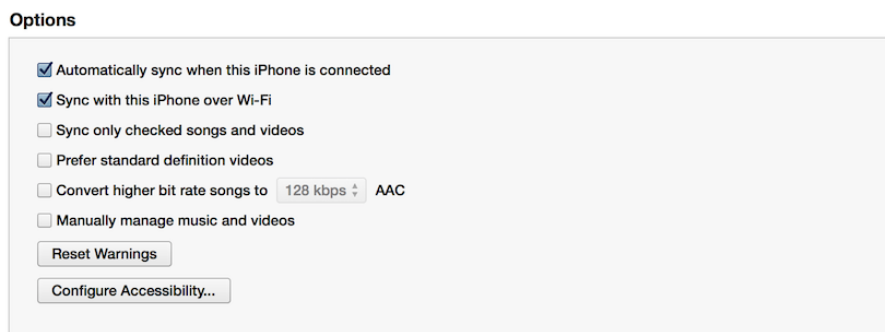 Options
Automatically sync when this iPhone is connected
Sync with this iPhone over Wi-Fi
Sync only checked songs and videos
Prefer standard definition videos
Convert higher bit rate songs to 128 kbps AAC
Manually manage music and videos
Reset Warnings
Configure Accessibility...